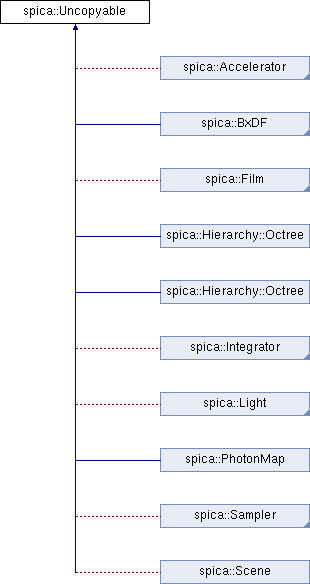 spica::Uncopyable
spica::Accelerator
spica::BxDF
spica::Film
spica::Hierarchy::Octree
spica::Hierarchy::Octree
spica::Integrator
spica::Light
spica::PhotonMap
spica::Sampler
spica::Scene